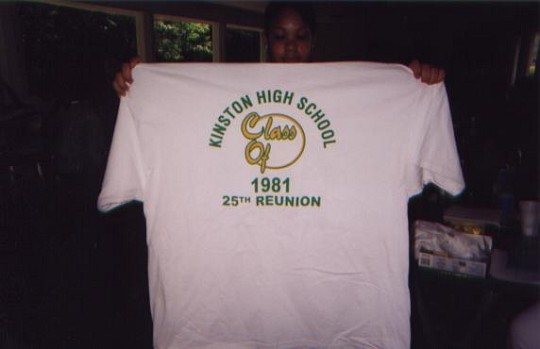 KINSTON HIGH SCHOOL
Class
Of
1981
25TH REUNION